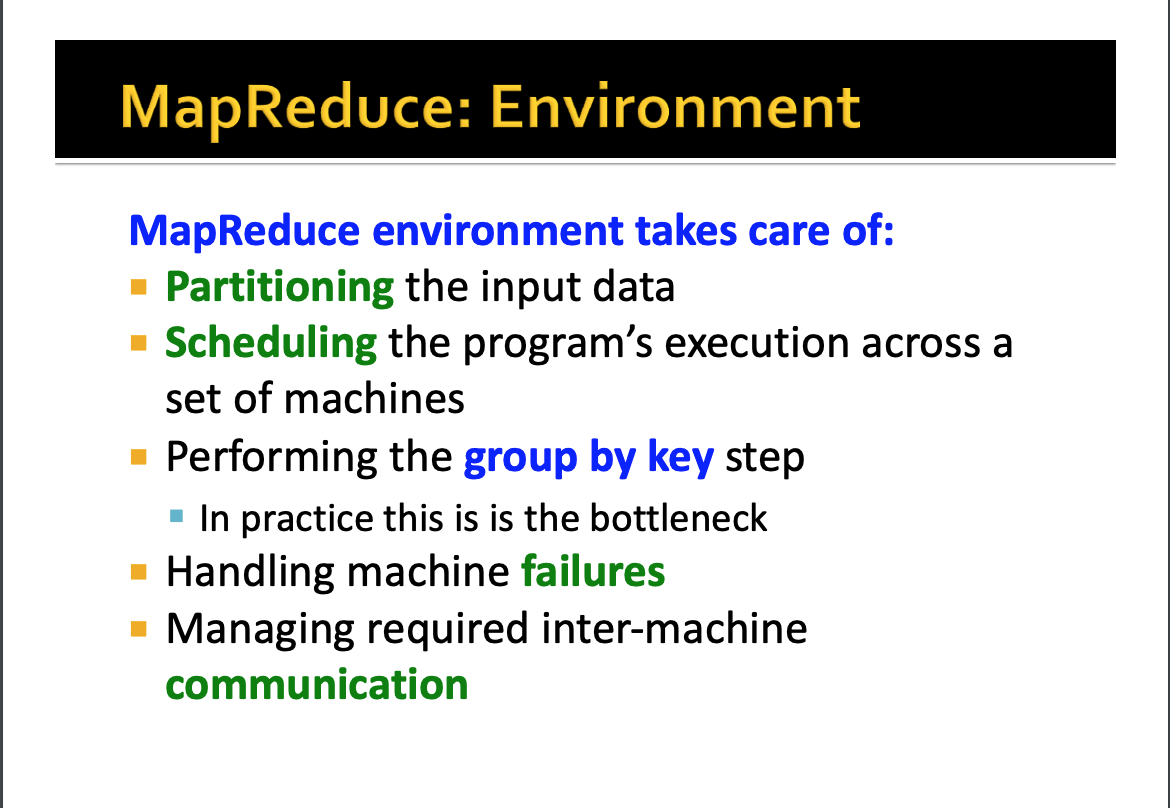 MapReduce: Environment
MapReduce environment takes care of:
Partitioning the input data
Scheduling the program’s execution across a
set of machines
Performing the group by key step
In practice this is is the bottleneck
Handling machine failures
Managing required inter-machine
communication